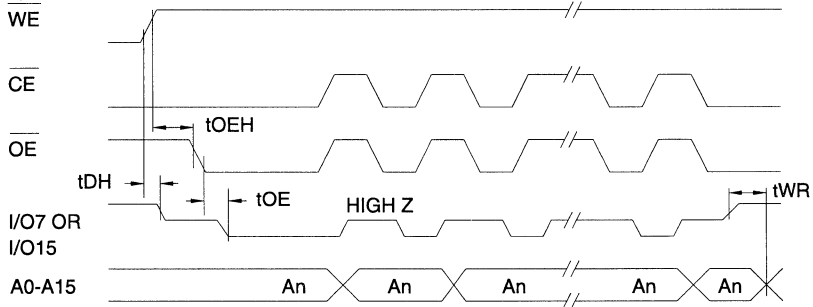 WE
CE
tOEH
OE
tDH
tOE
HIGH Z
tWR
I/O7 OR
I/O15
A0-A15
An An An An An